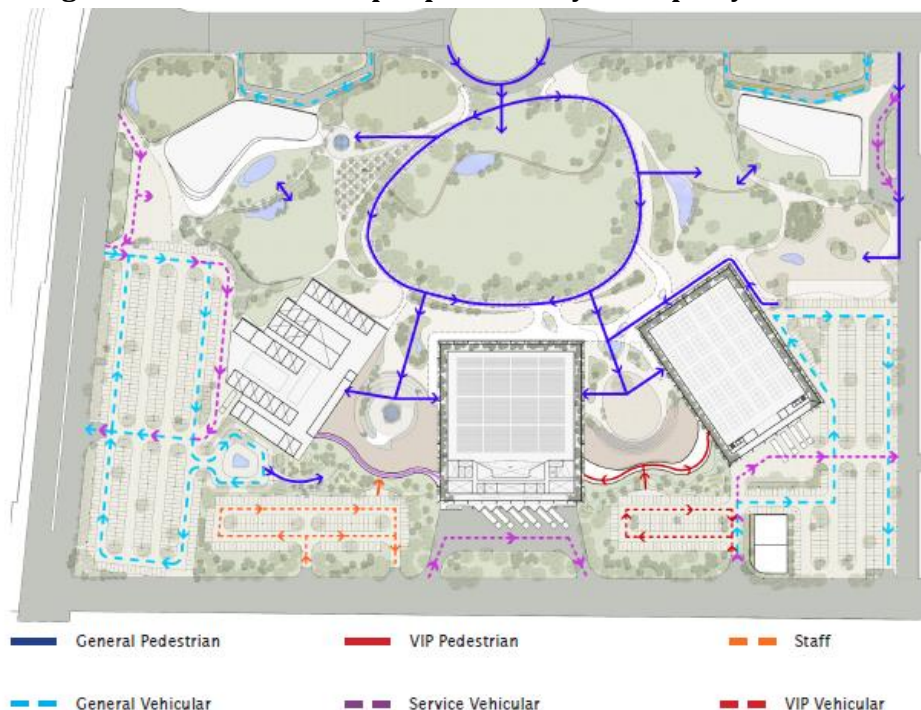 General Pedestrian
VIP Pedestrian
Staff
General Vehicular
Service Vehicular
VIP Vehicular